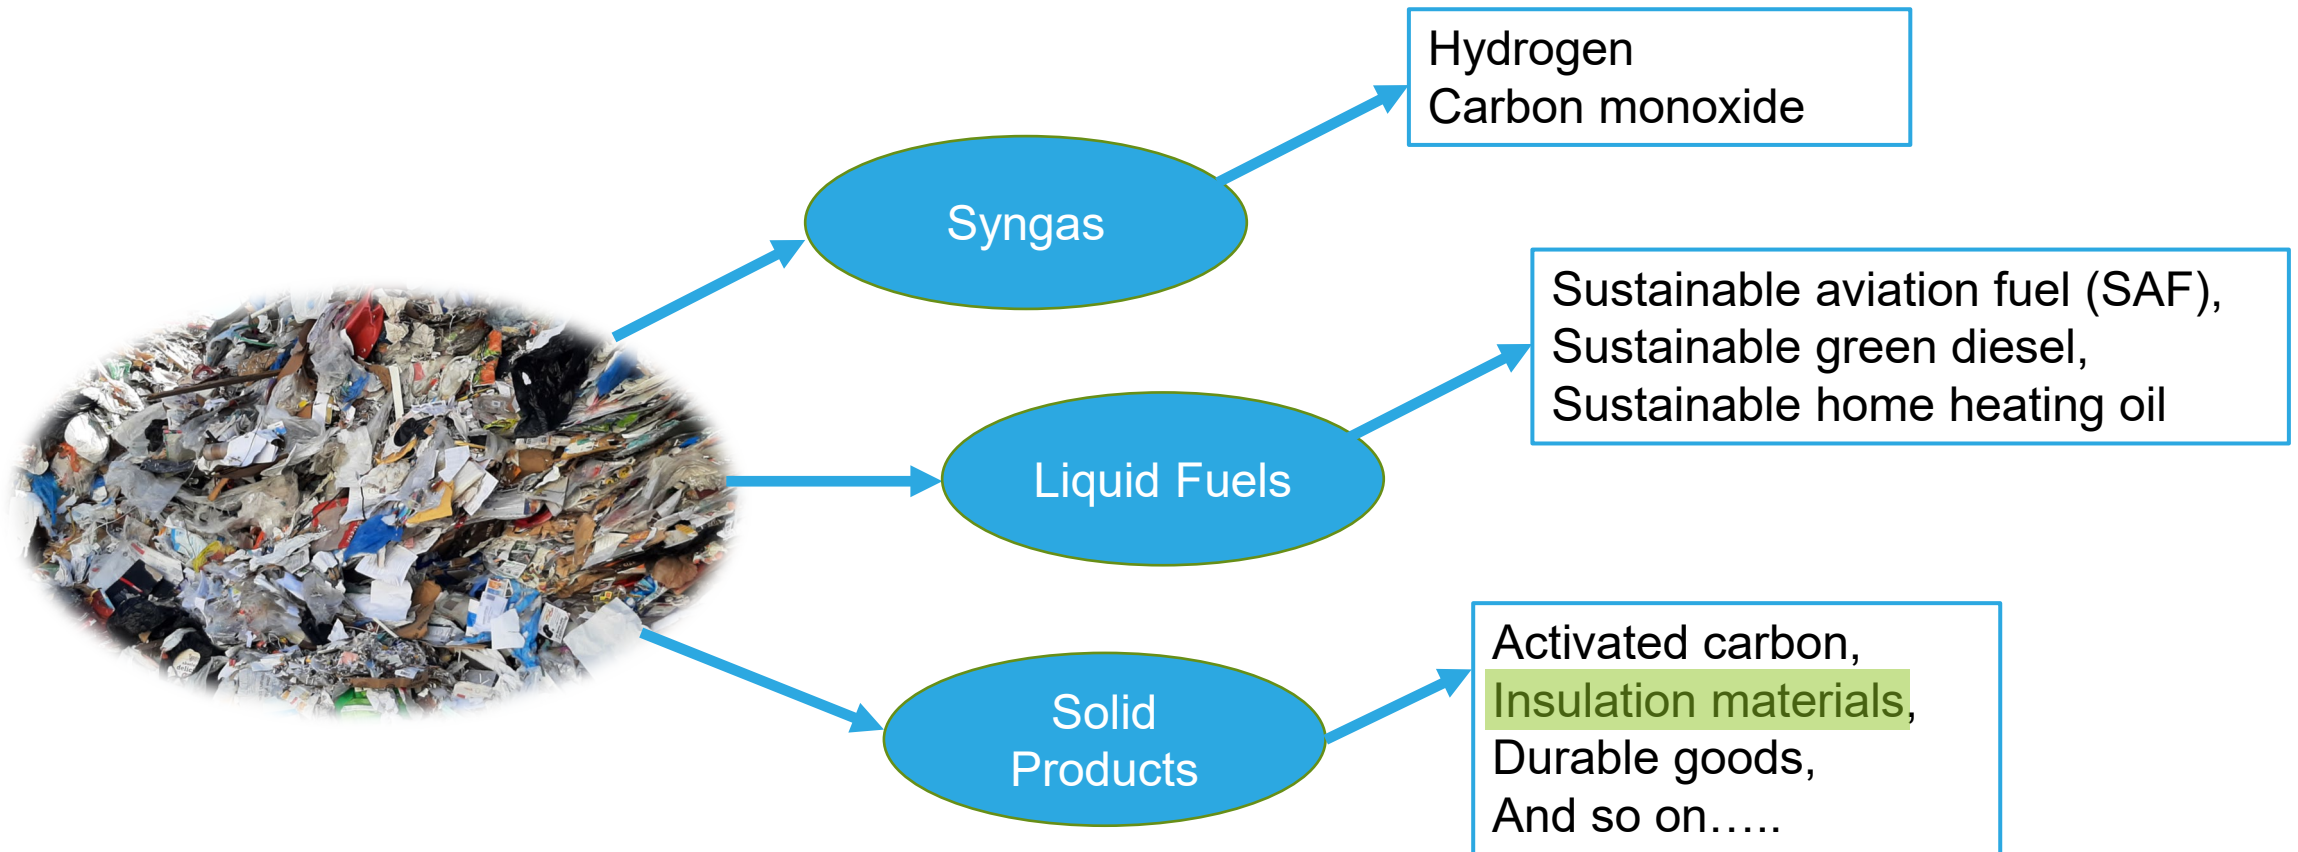 Hydrogen
Carbon monoxide
Syngas
Sustainable aviation fuel (SAF),
Sustainable green diesel,
Sustainable home heating oil
Liquid Fuels
Activated carbon,
Insulation materials,
Durable goods,
And so on…..
Solid
Products